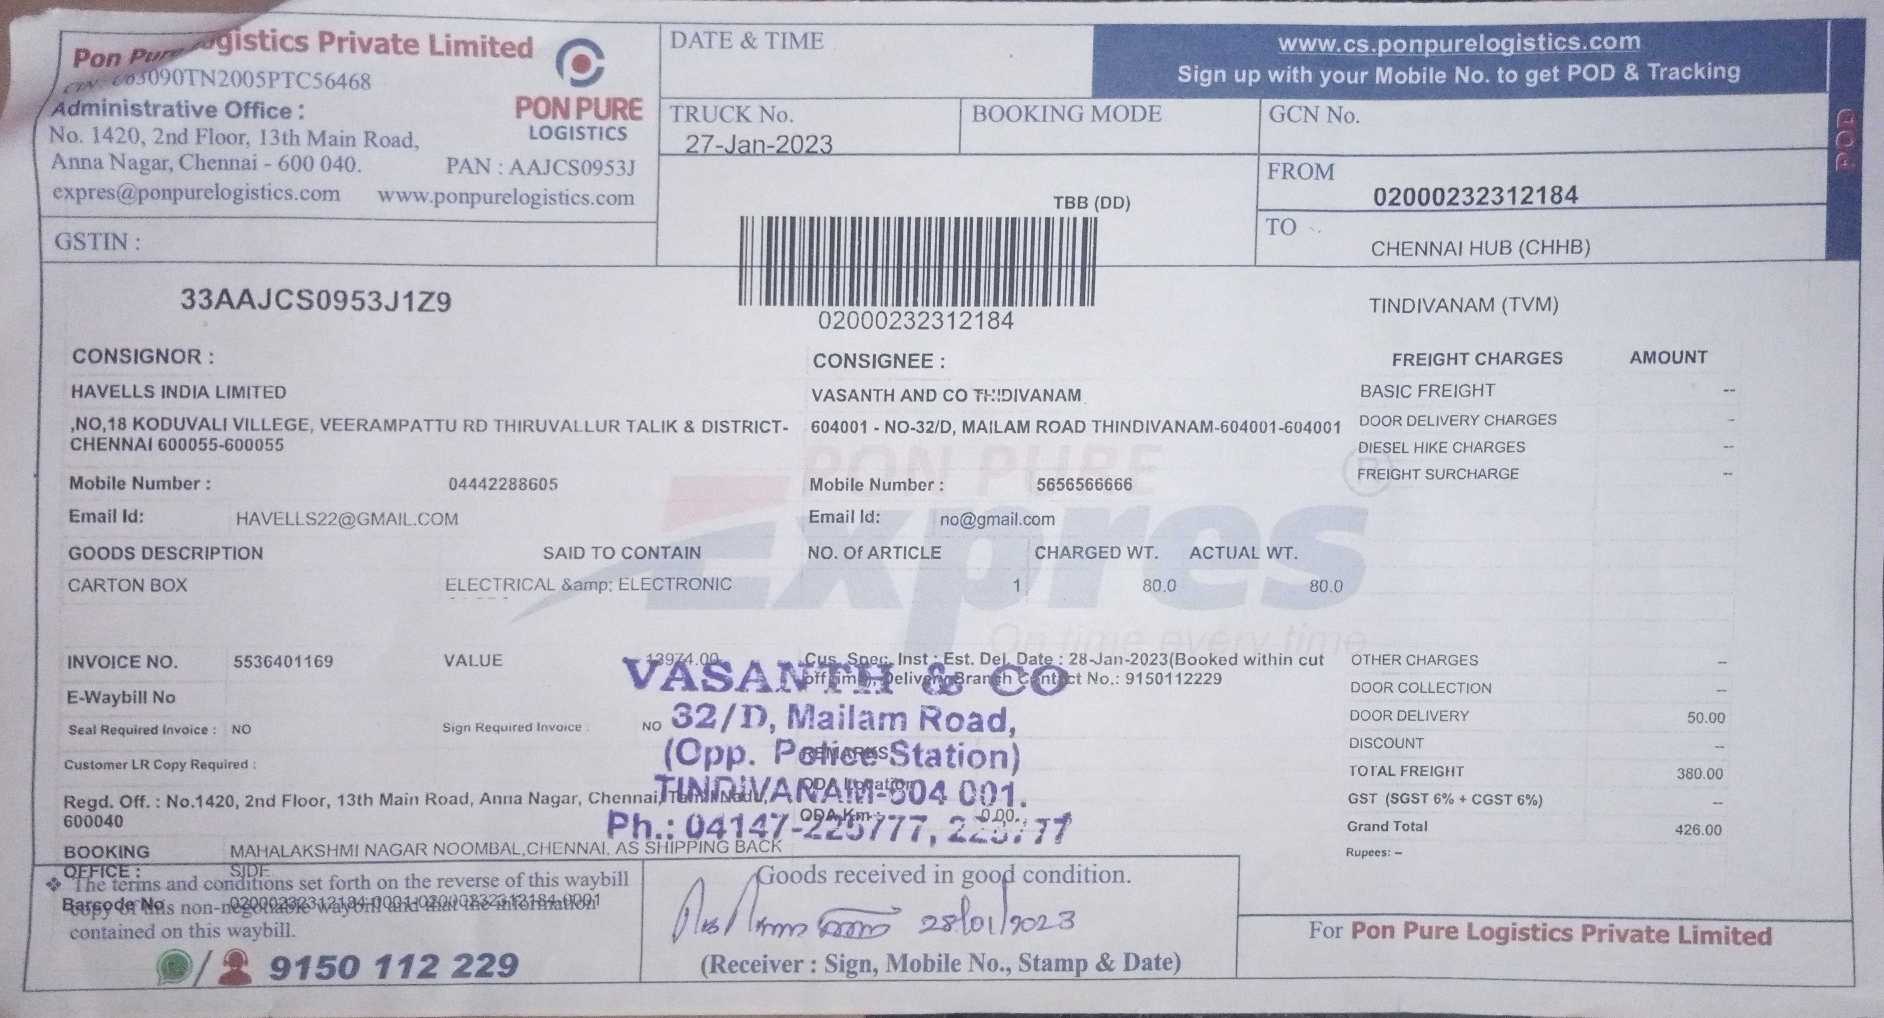 Pon Pure Logistics Private Limited
CIN: U63090TN2005PTC56468
Administrative Office :
No. 1420, 2nd Floor, 13th Main Road,
Anna Nagar, Chennai - 600 040.
PAN : AAJCS0953J
expres@ponpurelogistics.com www.ponpurelogistics.com
PON PURE
LOGISTICS
GSTIN :
33AAJCS0953J1Z9
DATE & TIME
www.cs.ponpurelogistics.com
Sign up with your Mobile No. to get POD & Tracking
POD
TRUCK No.
27-Jan-2023
BOOKING MODE
TBB (DD)
GCN No.
FROM
02000232312184
TO
CHENNAI HUB (CHHB)
TINDIVANAM (TVM)
02000232312184
CONSIGNOR :
HAVELLS INDIA LIMITED
,NO,18 KODUVALI VILLEGE, VEERAMPATTU RD THIRUVALLUR TALIK & DISTRICT-
CHENNAI 600055-600055
Mobile Number : 04442288605
Email Id: HAVELLS22@GMAIL.COM
CONSIGNEE :
VASANTH AND CO THIDIVANAM
604001 - NO-32/D, MAILAM ROAD THINDIVANAM-604001-604001
Mobile Number : 5656566666
Email Id: no@gmail.com
FREIGHT CHARGES AMOUNT
BASIC FREIGHT --
DOOR DELIVERY CHARGES -
DIESEL HIKE CHARGES --
FREIGHT SURCHARGE --
PON PURE
Expres ®
On time every time
GOODS DESCRIPTION SAID TO CONTAIN NO. Of ARTICLE CHARGED WT. ACTUAL WT.
CARTON BOX ELECTRICAL &amp; ELECTRONIC 1 80.0 80.0
INVOICE NO. 5536401169 VALUE 13974.00
Cus. Spec. Inst : Est. Del. Date : 28-Jan-2023(Booked within cut
off time), Delivery Branch Contact No.: 9150112229
E-Waybill No
Seal Required Invoice : NO Sign Required Invoice : NO
Customer LR Copy Required :
REMARKS
ODA Location
ODA Km : 0.00
Regd. Off. : No.1420, 2nd Floor, 13th Main Road, Anna Nagar, Chennai, Tamil Nadu,
600040
BOOKING OFFICE : MAHALAKSHMI NAGAR NOOMBAL,CHENNAI, AS SHIPPING BACK
SIDE
Barcode No 02000232312184-0001-02000232312184-0001
VASANTH & CO
32/D, Mailam Road,
(Opp. Police Station)
TINDIVANAM-604 001.
Ph.: 04147-225777, 225777
OTHER CHARGES --
DOOR COLLECTION --
DOOR DELIVERY 50.00
DISCOUNT --
TOTAL FREIGHT 380.00
GST (SGST 6% + CGST 6%) --
Grand Total 426.00
Rupees: –
❖ The terms and conditions set forth on the reverse of this waybill
copy of this non-negotiable waybill and that the information
contained on this waybill.
/ 9150 112 229
Goods received in good condition.
28/01/2023
(Receiver : Sign, Mobile No., Stamp & Date)
For Pon Pure Logistics Private Limited